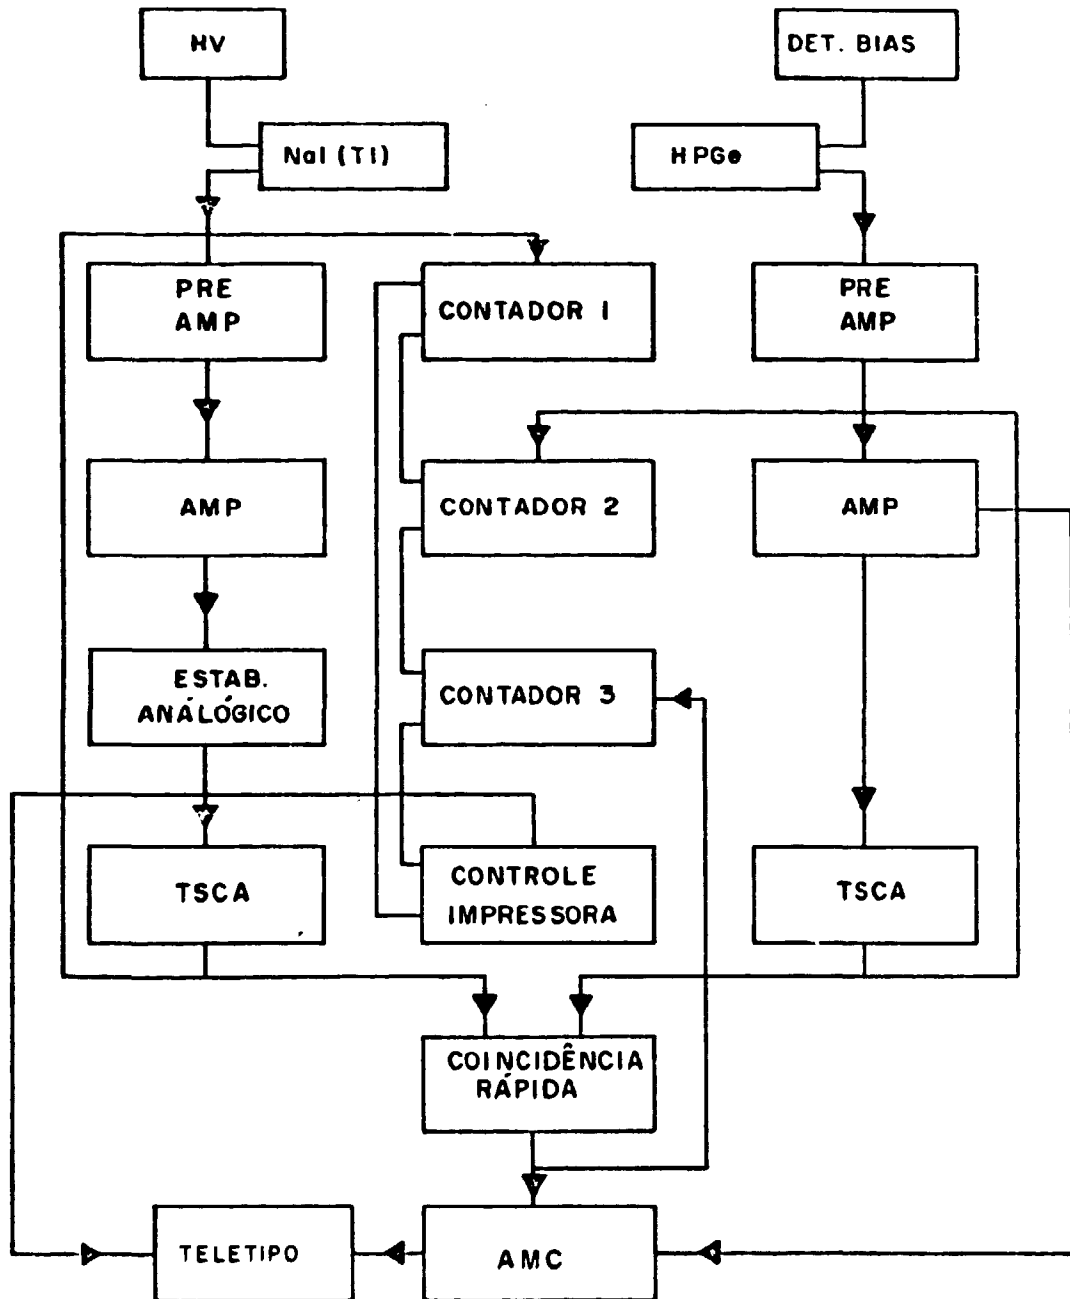 HV
DET. BIAS
NaI (Tl)
HPGe
PRE
AMP
CONTADOR 1
PRE
AMP
AMP
CONTADOR 2
AMP
ESTAB.
ANÁLÓGICO
CONTADOR 3
TSCA
CONTROLE
IMPRESSORA
TSCA
COINCIDÊNCIA
RÁPIDA
TELETIPO
AMC